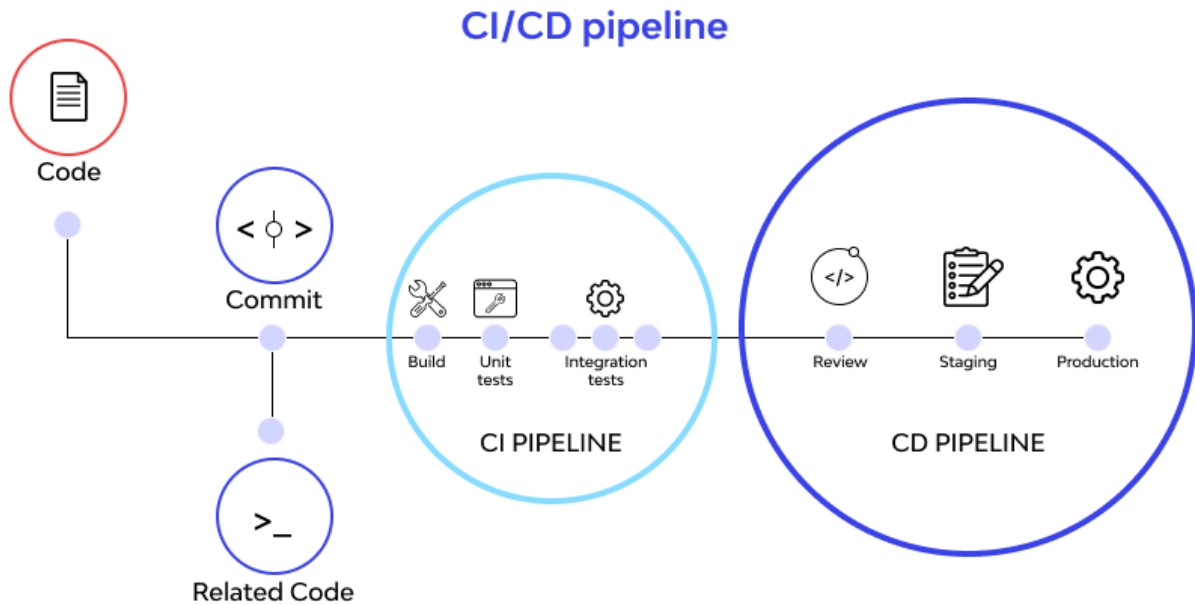 CI/CD pipeline
Code
< >
Commit
Build
Unit
tests
Integration
tests
CI PIPELINE
</>
Review
Staging
Production
CD PIPELINE
>_
Related Code